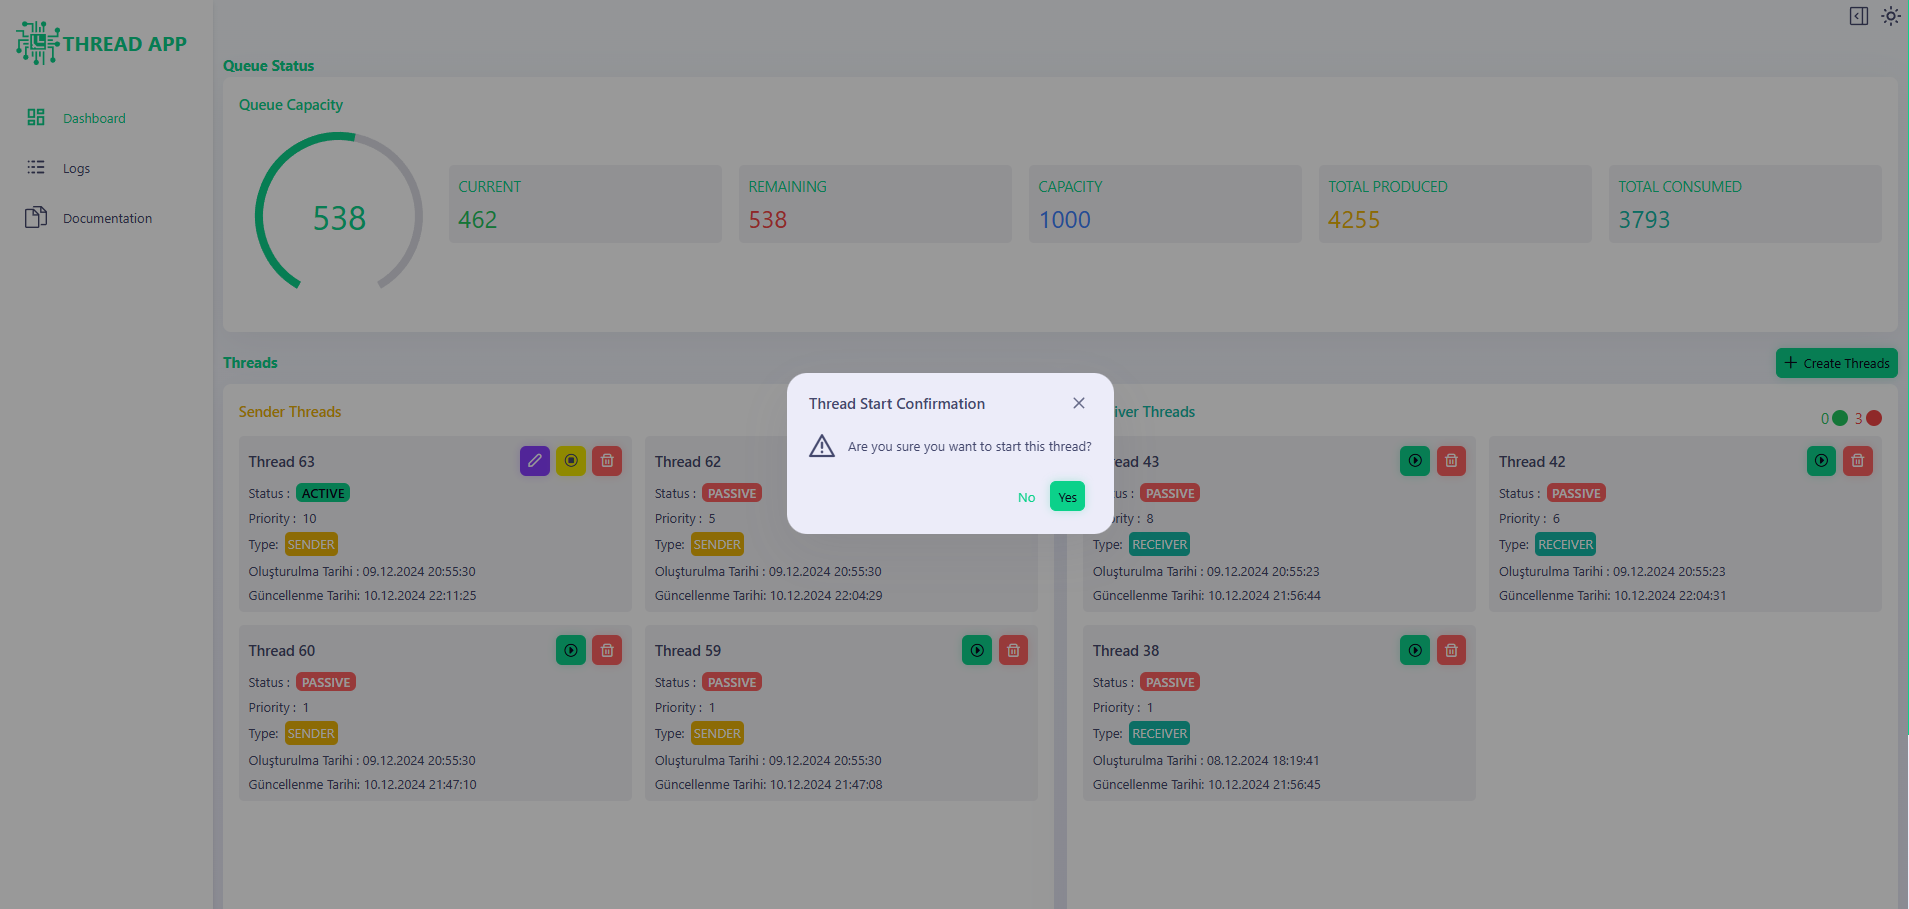 THREAD APP
Dashboard
Logs
Documentation
Queue Status
Queue Capacity
538
CURRENT
462
REMAINING
538
CAPACITY
1000
TOTAL PRODUCED
4255
TOTAL CONSUMED
3793
Threads
Create Threads
Sender Threads
Thread 63
Status : ACTIVE
Priority : 10
Type: SENDER
Oluşturulma Tarihi : 09.12.2024 20:55:30
Güncellenme Tarihi: 10.12.2024 22:11:25
Thread 62
Status : PASSIVE
Priority : 5
Type: SENDER
Oluşturulma Tarihi : 09.12.2024 20:55:30
Güncellenme Tarihi: 10.12.2024 22:04:29
Thread 60
Status : PASSIVE
Priority : 1
Type: SENDER
Oluşturulma Tarihi : 09.12.2024 20:55:30
Güncellenme Tarihi: 10.12.2024 21:47:10
Thread 59
Status : PASSIVE
Priority : 1
Type: SENDER
Oluşturulma Tarihi : 09.12.2024 20:55:30
Güncellenme Tarihi: 10.12.2024 21:47:08
Thread Start Confirmation
Are you sure you want to start this thread?
No
Yes
iver Threads
0 3
ead 43
us : PASSIVE
rity : 8
Type: RECEIVER
Oluşturulma Tarihi : 09.12.2024 20:55:23
Güncellenme Tarihi: 10.12.2024 21:56:44
Thread 42
Status : PASSIVE
Priority : 6
Type: RECEIVER
Oluşturulma Tarihi : 09.12.2024 20:55:23
Güncellenme Tarihi: 10.12.2024 22:04:31
Thread 38
Status : PASSIVE
Priority : 1
Type: RECEIVER
Oluşturulma Tarihi : 08.12.2024 18:19:41
Güncellenme Tarihi: 10.12.2024 21:56:45